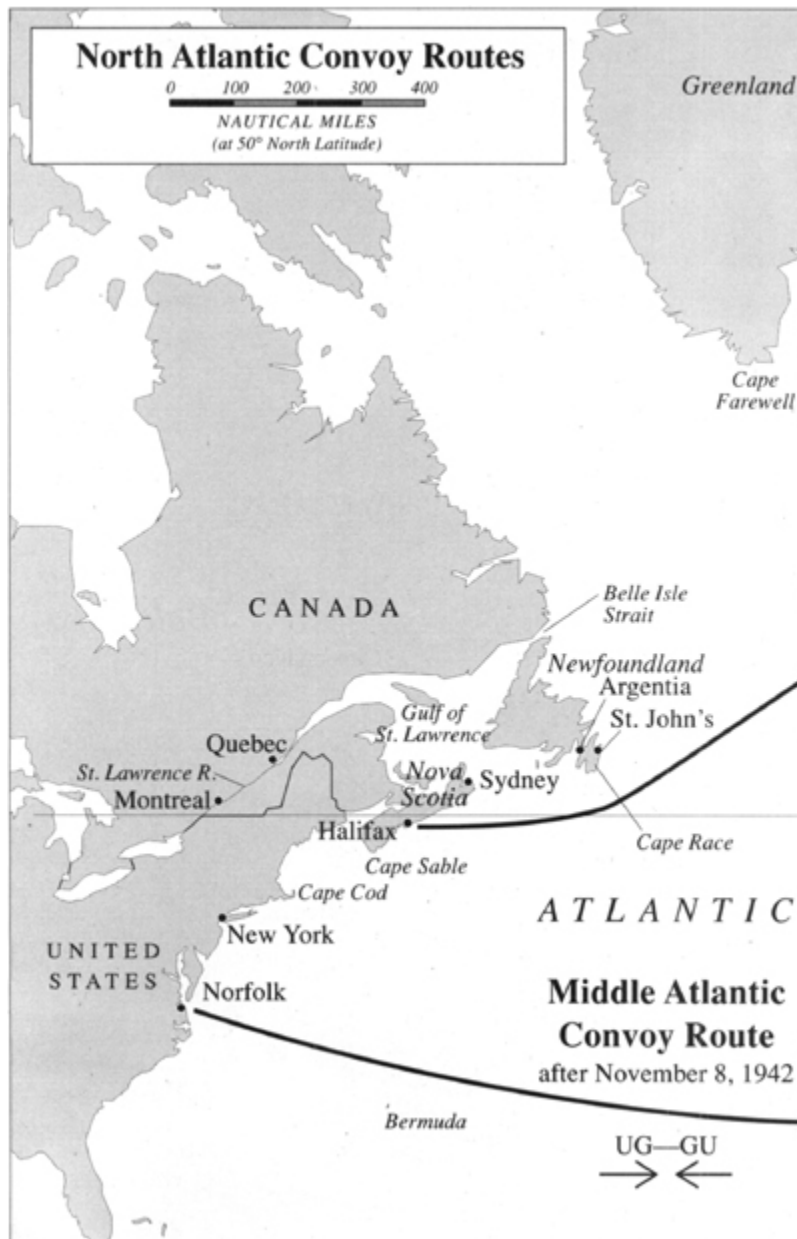 North Atlantic Convoy Routes
0 100 200 300 400
NAUTICAL MILES
(at 50° North Latitude)
Greenland
Cape
Farewell
CANADA
Belle Isle
Strait
Newfoundland
Argentia
St. John's
Gulf of
St. Lawrence
Quebec
St. Lawrence R.
Montreal
Nova
Scotia
Sydney
Halifax
Cape Race
Cape Sable
Cape Cod
ATLANTIC
New York
UNITED
STATES
Norfolk
Middle Atlantic
Convoy Route
after November 8, 1942
Bermuda
UG—GU